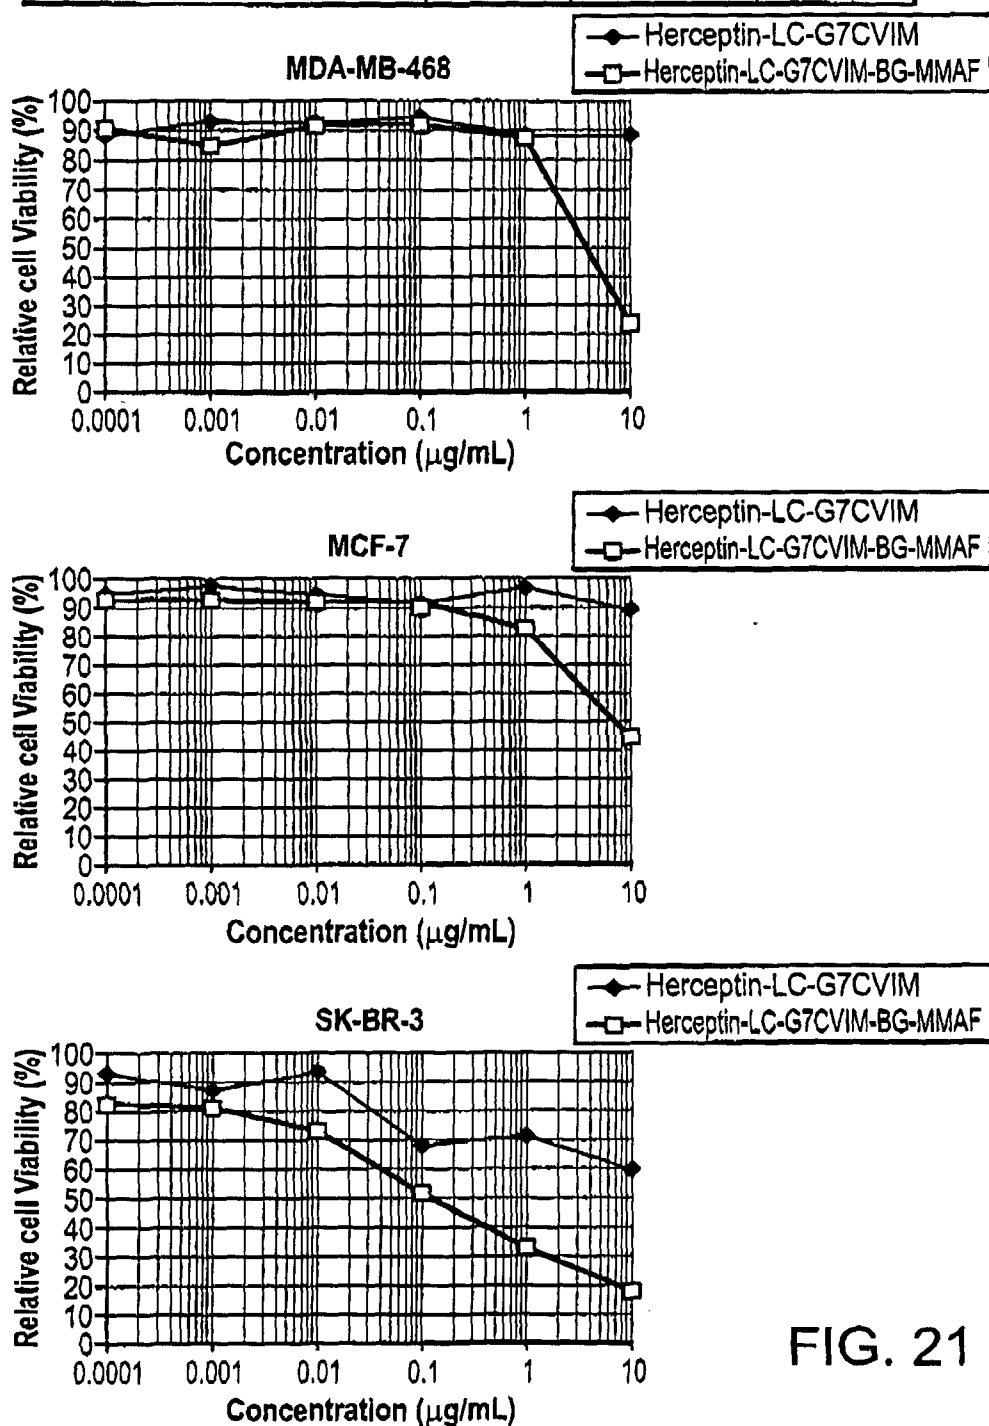 Herceptin-LC-G7CVIM
Herceptin-LC-G7CVIM-BG-MMAF
MDA-MB-468
Relative cell Viability (%)
100
90
80
70
60
50
40
30
20
10
0
0.0001 0.001 0.01 0.1 1 10
Concentration (µg/mL)
Herceptin-LC-G7CVIM
Herceptin-LC-G7CVIM-BG-MMAF
MCF-7
Relative cell Viability (%)
100
90
80
70
60
50
40
30
20
10
0
0.0001 0.001 0.01 0.1 1 10
Concentration (µg/mL)
Herceptin-LC-G7CVIM
Herceptin-LC-G7CVIM-BG-MMAF
SK-BR-3
Relative cell Viability (%)
100
90
80
70
60
50
40
30
20
10
0
0.0001 0.001 0.01 0.1 1 10
Concentration (µg/mL)
FIG. 21